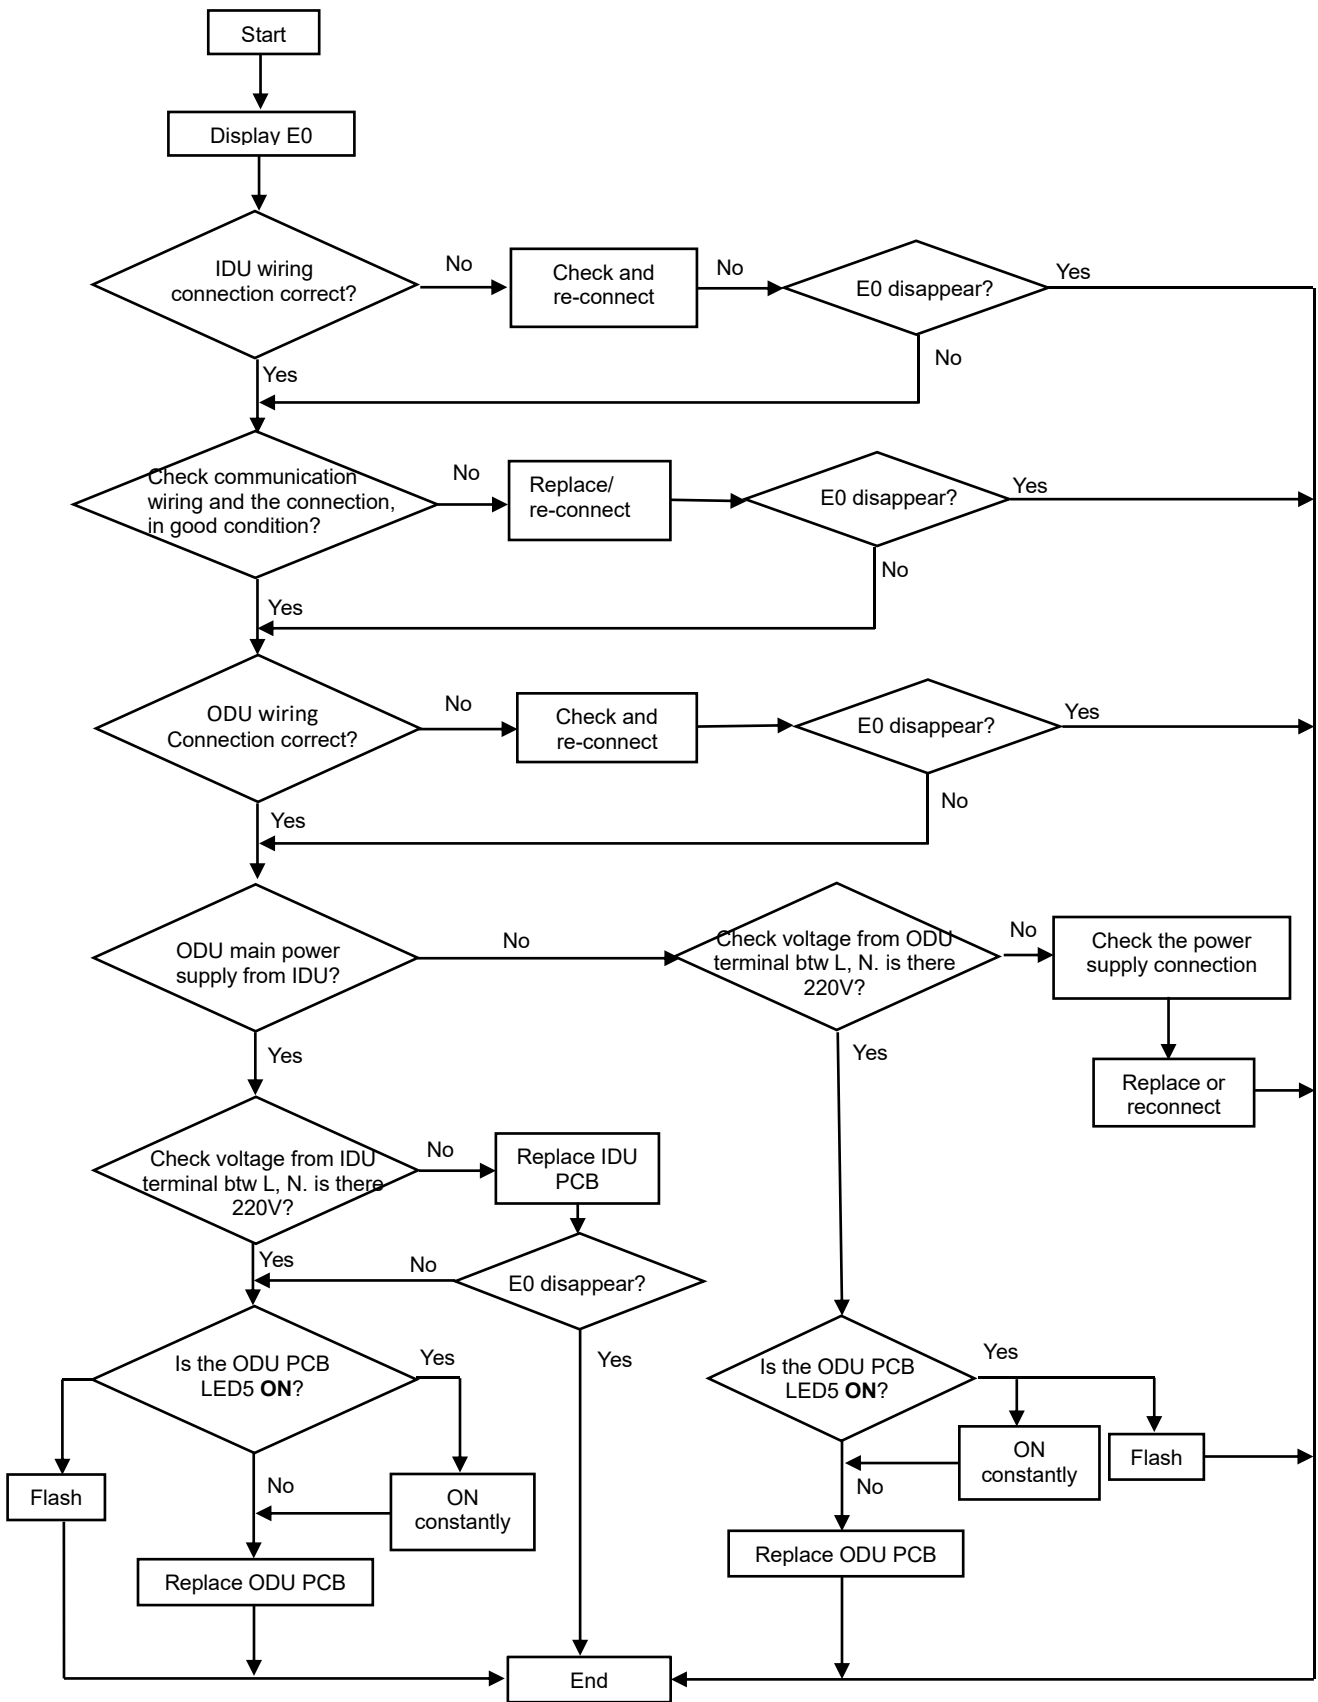 Start
Display E0
IDU wiring
connection correct?
No
Check and
re-connect
No
E0 disappear?
Yes
No
Yes
Check communication
wiring and the connection,
in good condition?
No
Replace/
re-connect
E0 disappear?
Yes
No
Yes
ODU wiring
Connection correct?
No
Check and
re-connect
E0 disappear?
Yes
No
Yes
ODU main power
supply from IDU?
No
Check voltage from ODU
terminal btw L, N. is there
220V?
No
Check the power
supply connection
Yes
Yes
Replace or
reconnect
Check voltage from IDU
terminal btw L, N. is there
220V?
No
Replace IDU
PCB
Yes
No
E0 disappear?
Yes
Is the ODU PCB
LED5 ON?
Yes
Is the ODU PCB
LED5 ON?
Yes
ON
constantly
Flash
No
Flash
No
ON
constantly
Replace ODU PCB
Replace ODU PCB
End